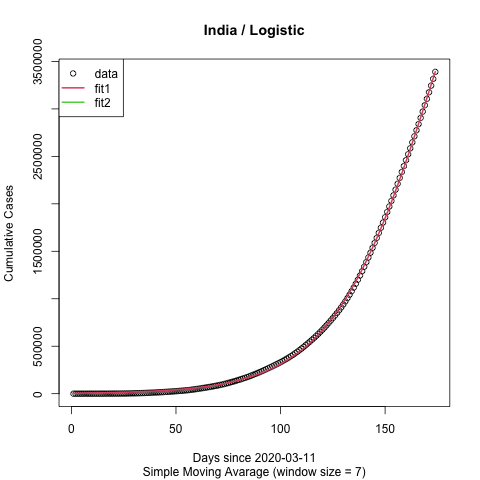 India / Logistic
data
fit1
fit2
Cumulative Cases
3500000
2500000
1500000
500000
0
0
50
100
150
Days since 2020-03-11
Simple Moving Avarage (window size = 7)